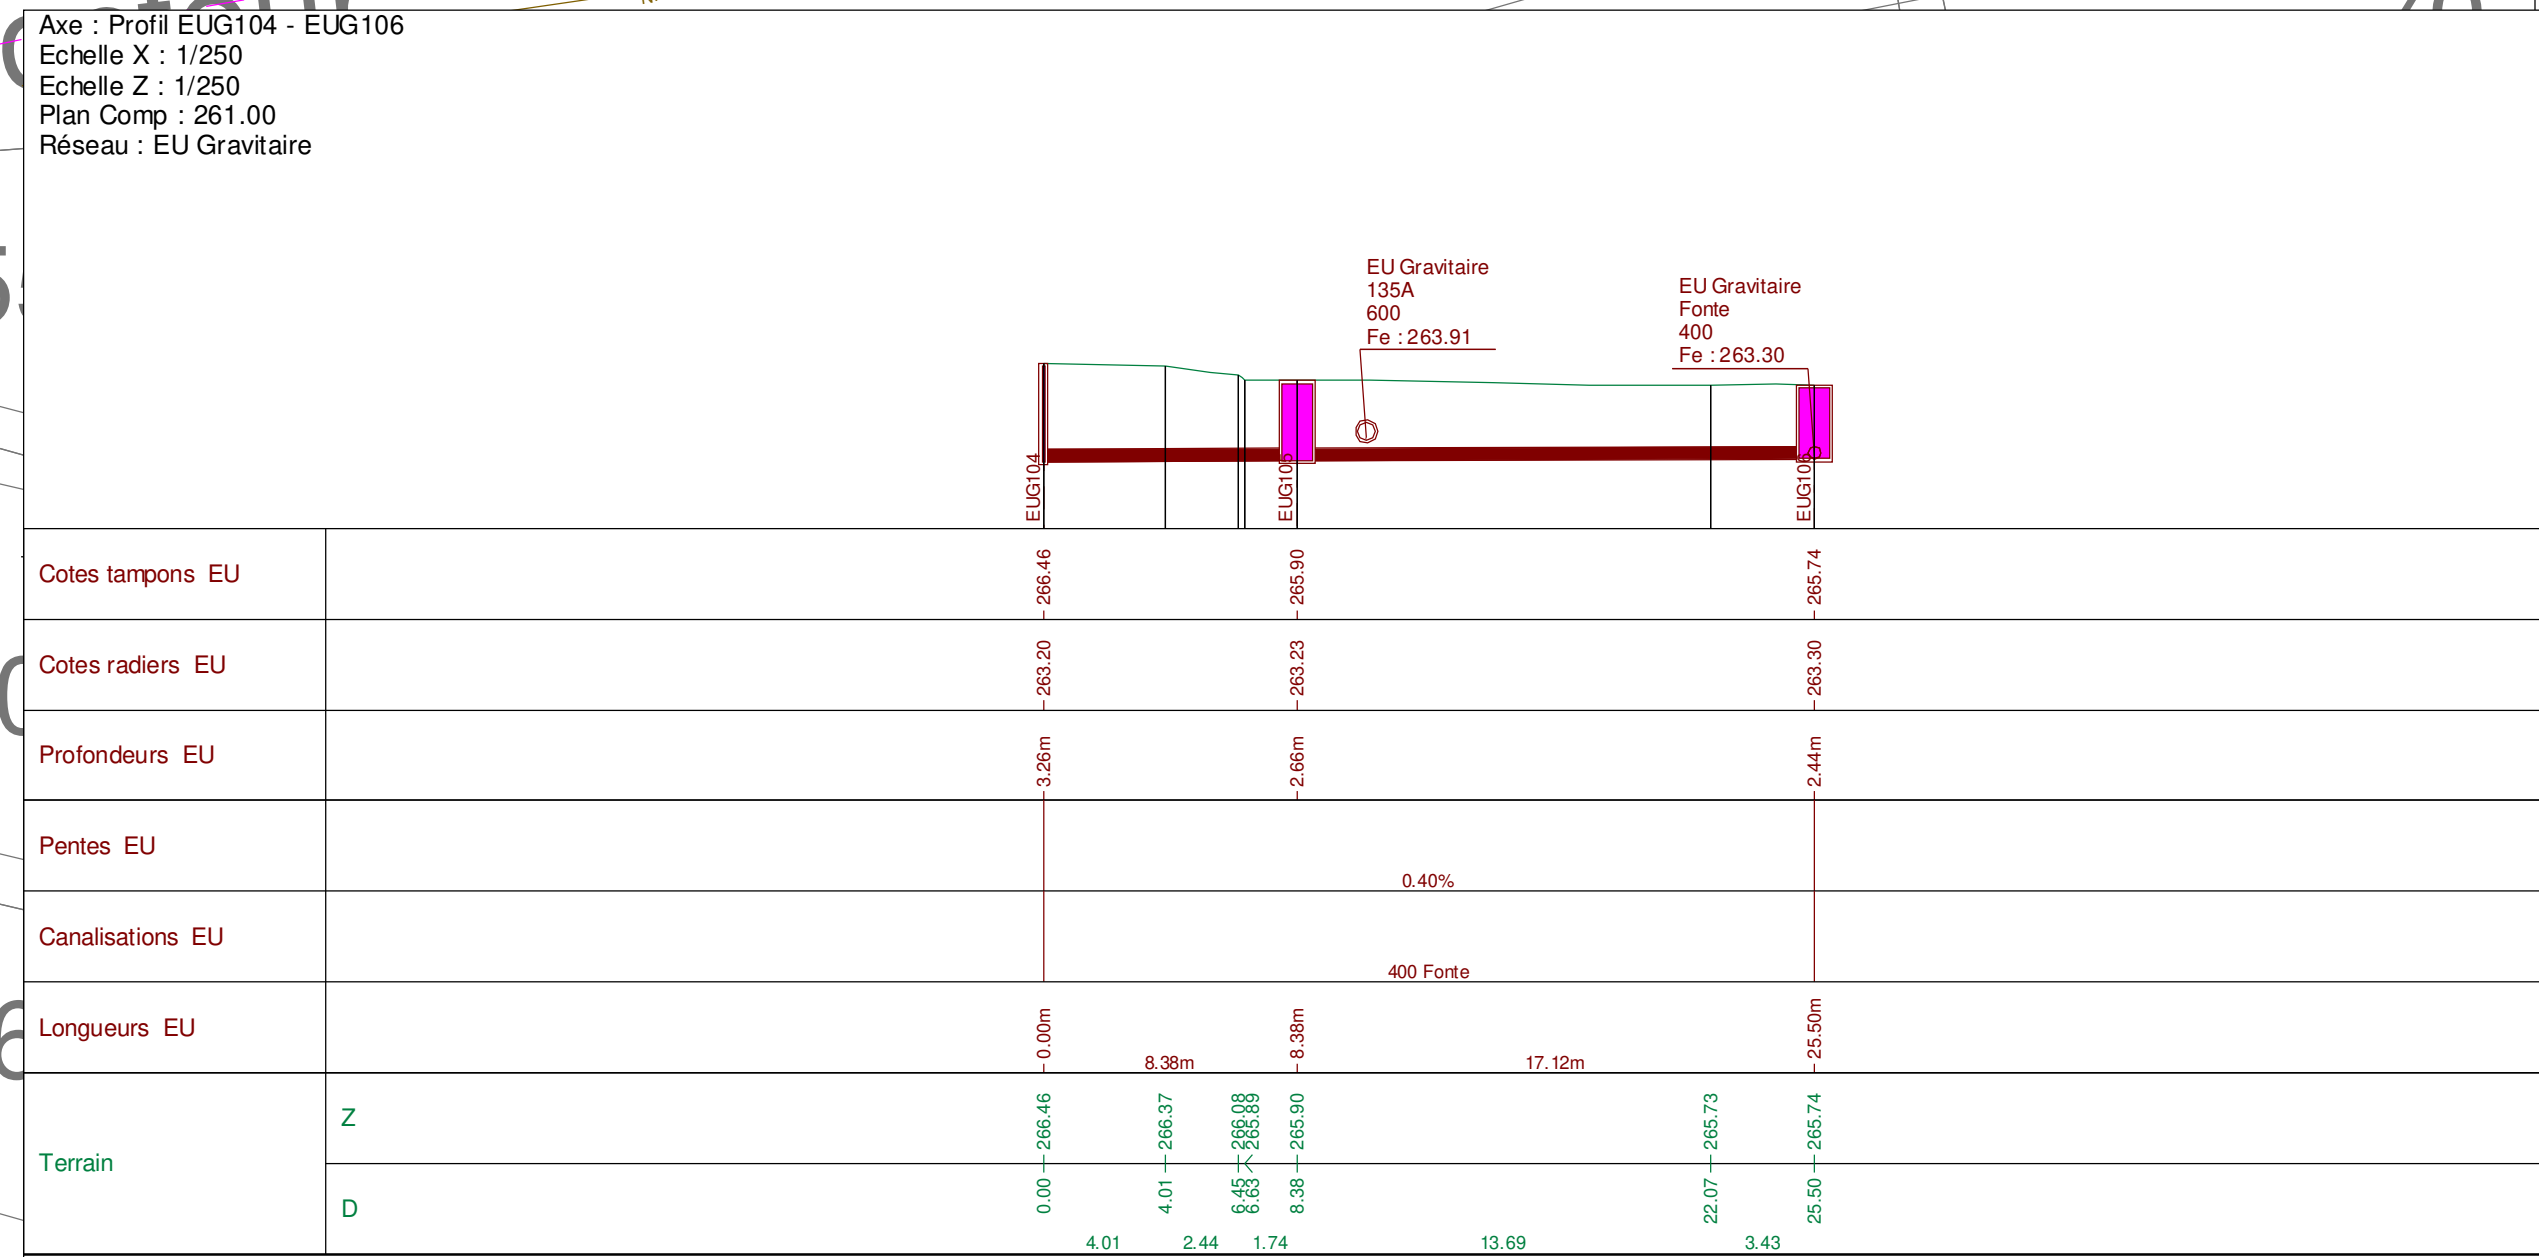 Axe : Profil EUG104 - EUG106
Echelle X : 1/250
Echelle Z : 1/250
Plan Comp : 261.00
Réseau : EU Gravitaire
EU Gravitaire
135A
600
Fe : 263.91
EU Gravitaire
Fonte
400
Fe : 263.30
EUG104
EUG105
EUG106
Cotes tampons EU
266.46
265.90
265.74
Cotes radiers EU
263.20
263.23
263.30
Profondeurs EU
3.26m
2.66m
2.44m
Pentes EU
0.40%
Canalisations EU
400 Fonte
Longueurs EU
0.00m
8.38m
8.38m
17.12m
25.50m
Terrain
Z
266.46
266.37
266.08
265.89
265.90
265.73
265.74
D
0.00
4.01
6.45
6.63
8.38
22.07
25.50
4.01
2.44
1.74
13.69
3.43